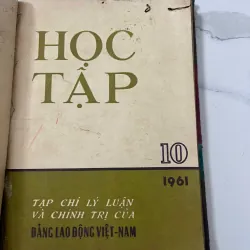 HỌC
TẬP
10
1961
TẠP CHÍ LÝ LUẬN
VÀ CHÍNH TRỊ CỦA
ĐẢNG LAO ĐỘNG VIỆT-NAM